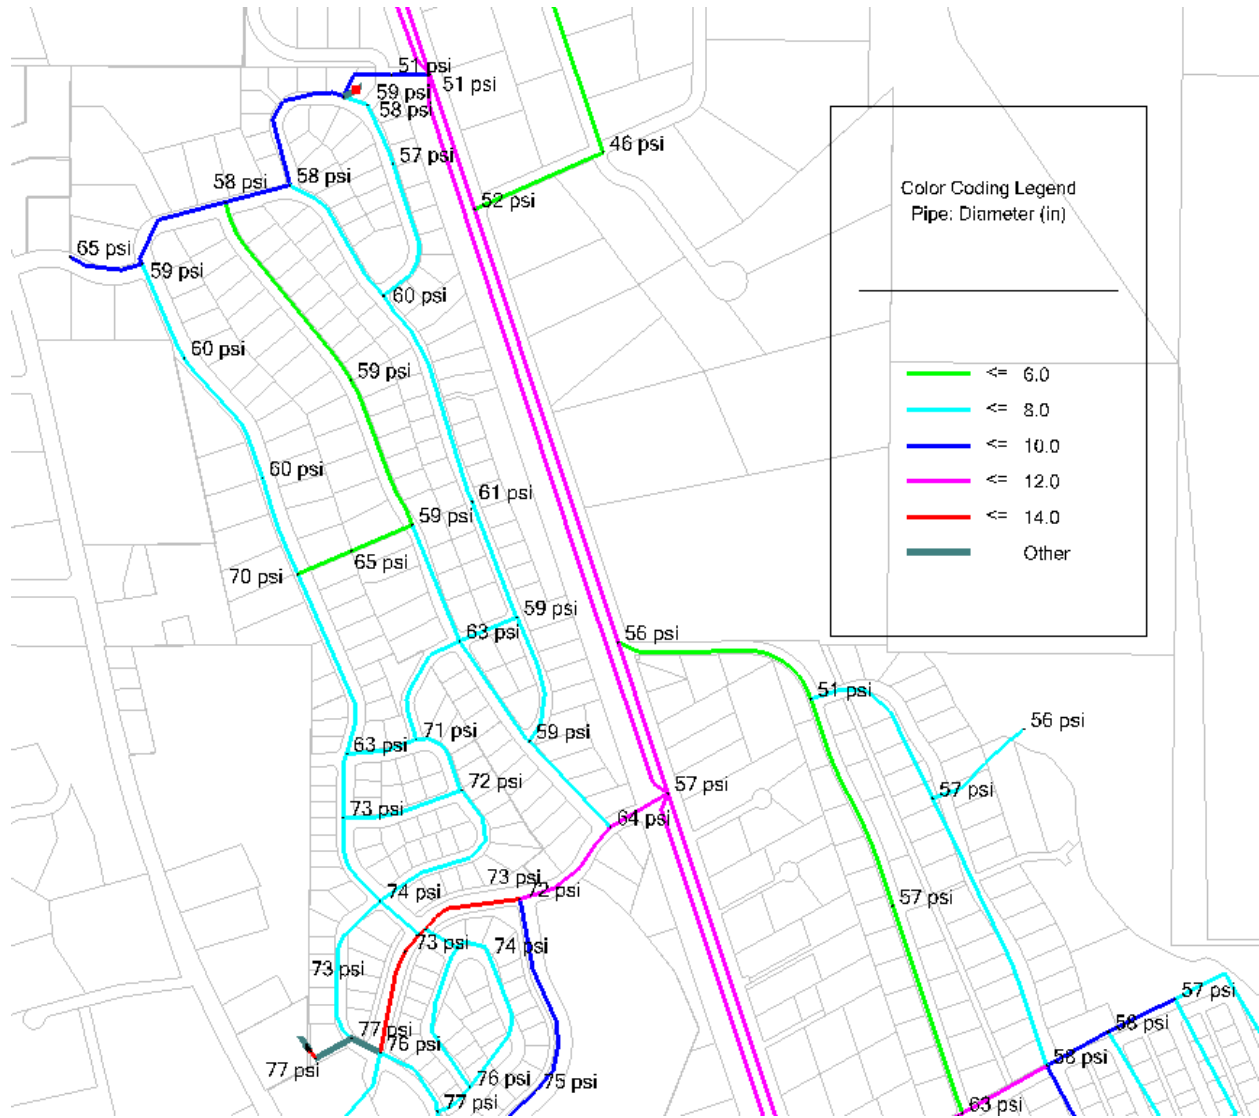 51 psi
51 psi
59 psi
58 psi
46 psi
57 psi
58 psi
58 psi
52 psi
Color Coding Legend
Pipe: Diameter (in)
65 psi
59 psi
60 psi
60 psi
59 psi
<= 6.0
<= 8.0
<= 10.0
<= 12.0
<= 14.0
Other
60 psi
61 psi
59 psi
65 psi
70 psi
59 psi
63 psi
56 psi
51 psi
56 psi
63 psi
71 psi
59 psi
72 psi
57 psi
57 psi
73 psi
64 psi
73 psi
72 psi
74 psi
57 psi
73 psi
74 psi
73 psi
57 psi
77 psi
76 psi
58 psi
58 psi
77 psi
76 psi
75 psi
77 psi
63 psi